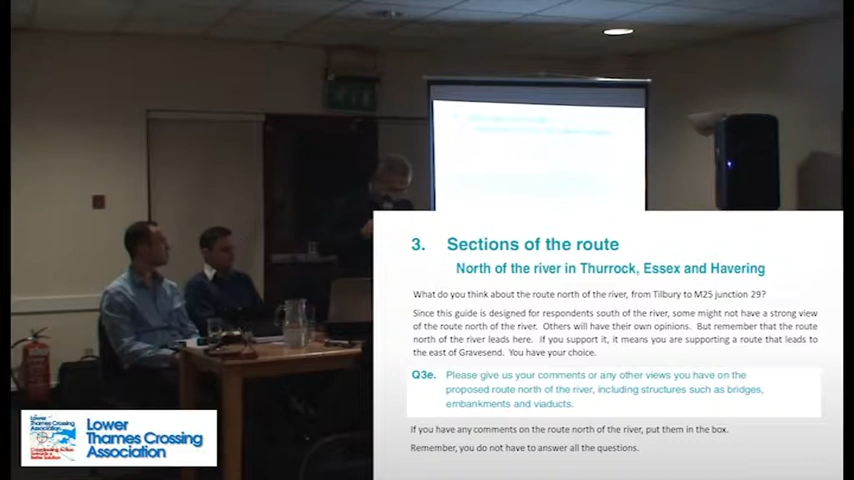 3. Sections of the route
North of the river in Thurrock, Essex and Havering
What do you think about the route north of the river, from Tilbury to M25 junction 29?
Since this guide is designed for respondents south of the river, some might not have a strong view
of the route north of the river. Others will have their own opinions. But remember that the route
north of the river leads here. If you support it, it means you are supporting a route that leads to
the east of Gravesend. You have your choice.
Q3e. Please give us your comments or any other views you have on the
proposed route north of the river, including structures such as bridges,
embankments and viaducts.
If you have any comments on the route north of the river, put them in the box.
Remember, you do not have to answer all the questions.
Lower
Thames Crossing
Association
Lower
Thames Crossing
Association